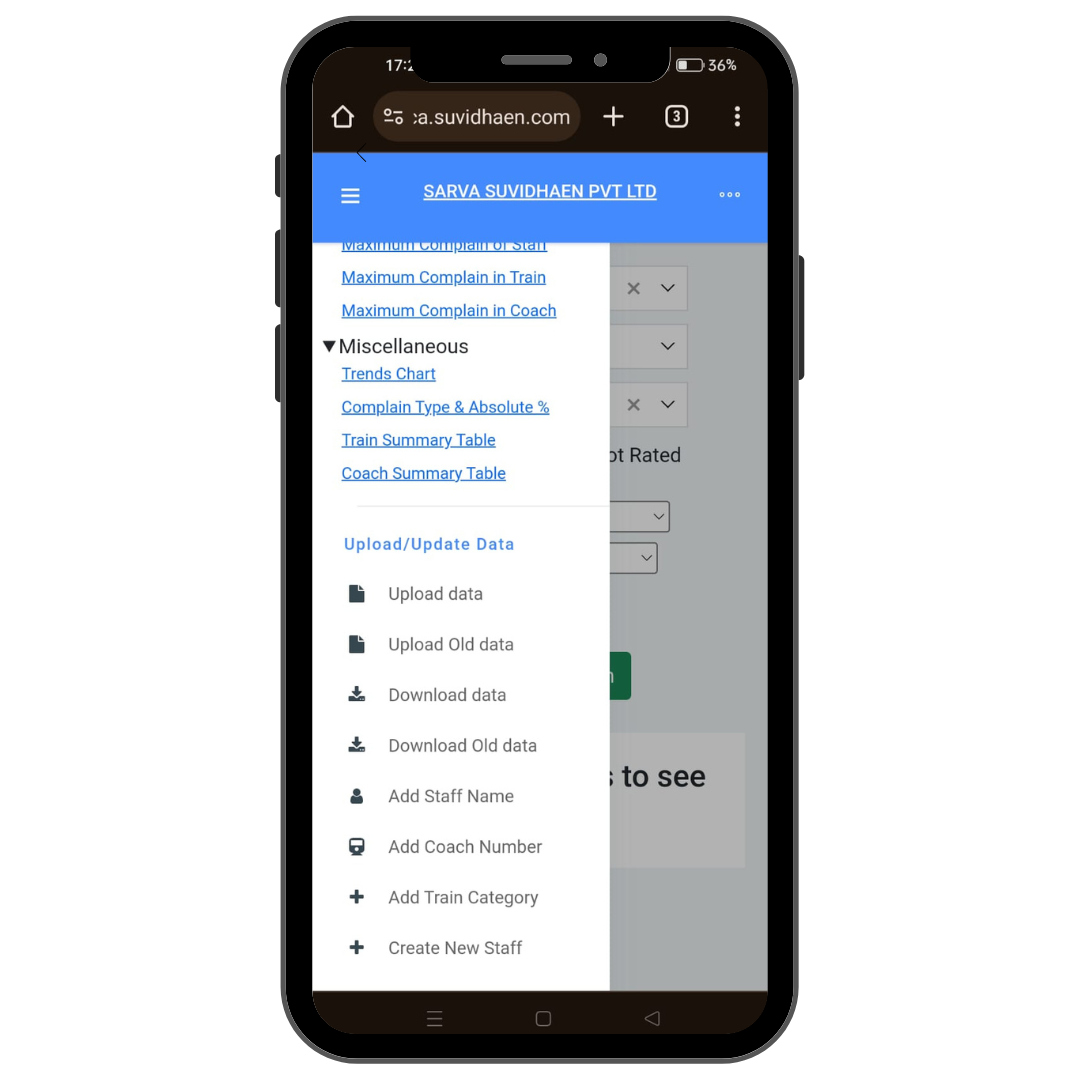 17:2
36%
ca.suvidhaen.com
3
SARVA SUVIDHAEN PVT LTD
Maximum Complain of Staff
Maximum Complain in Train
Maximum Complain in Coach
Miscellaneous
Trends Chart
Complain Type & Absolute %
Train Summary Table
Coach Summary Table
ot Rated
Upload/Update Data
Upload data
Upload Old data
Download data
Download Old data
s to see
Add Staff Name
Add Coach Number
Add Train Category
Create New Staff